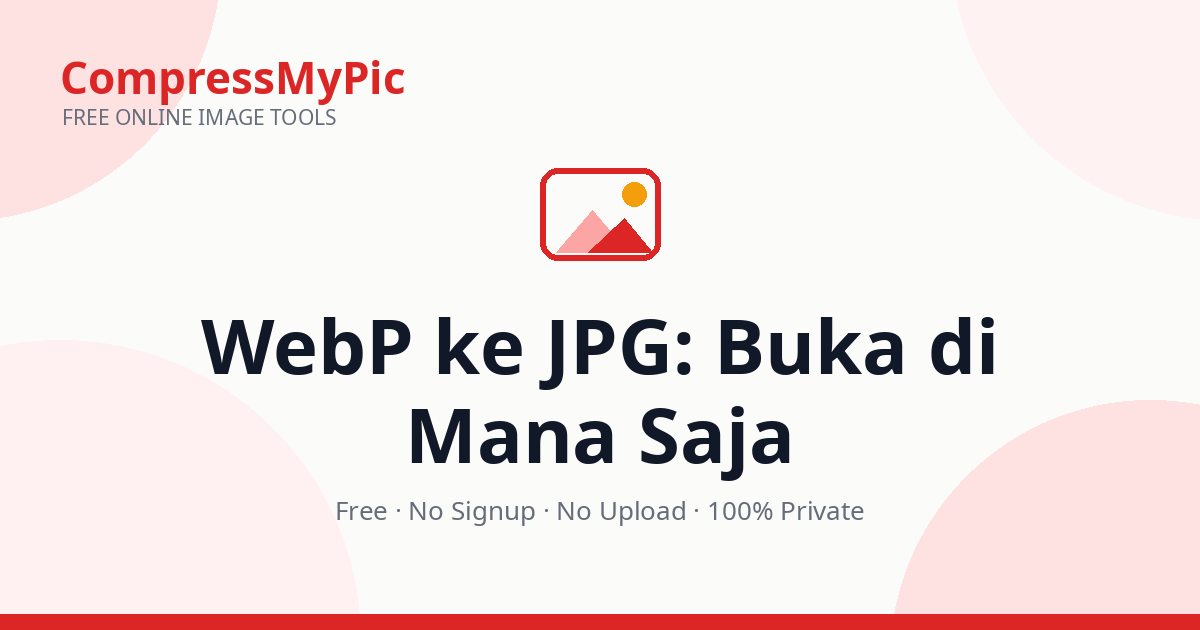 CompressMyPic
FREE ONLINE IMAGE TOOLS
WebP ke JPG: Buka di
Mana Saja
Free · No Signup · No Upload · 100% Private